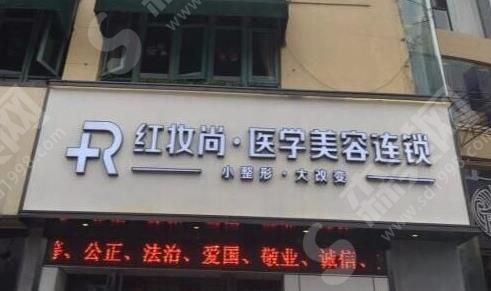 红妆尚·医学美容连锁
小整形·大改变
等、公正、法治、爱国、敬业、诚信、